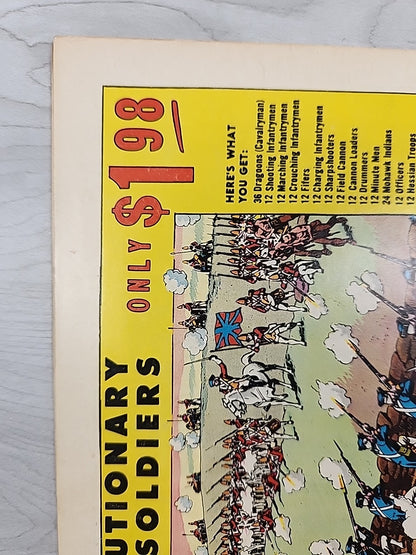 UTIONARY
SOLDIERS
ONLY $1 98
HERE'S WHAT
YOU GET:
36 Dragoons (Cavalryman)
12 Shooting Infantrymen
12 Marching Infantrymen
12 Crouching Infantrymen
12 Fifers
12 Charging Infantrymen
12 Sharpshooters
12 Field Cannon
12 Cannon Loaders
12 Drummers
12 Minute Men
24 Mohawk Indians
12 Officers
12 Hessian Troops